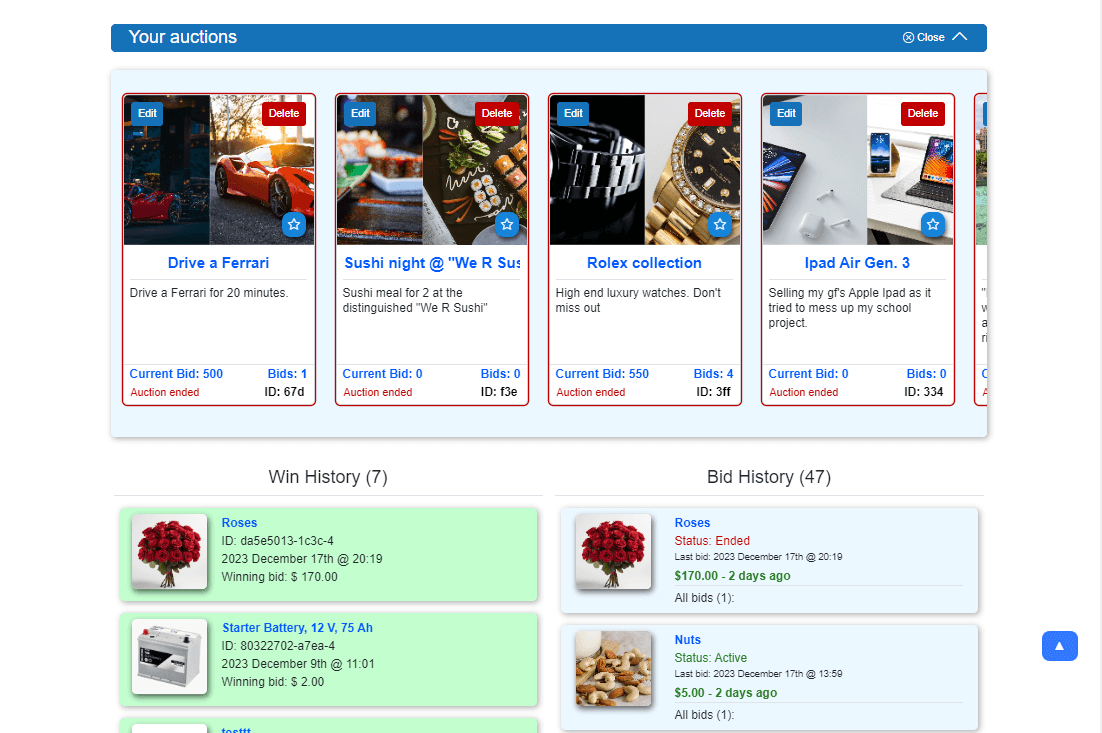 Your auctions
Close
Edit
Delete
Edit
Delete
Edit
Delete
Edit
Delete
Drive a Ferrari
Sushi night @ "We R Sus
Rolex collection
Ipad Air Gen. 3
Drive a Ferrari for 20 minutes.
Sushi meal for 2 at the
distinguished "We R Sushi"
High end luxury watches. Don't
miss out
Selling my gf's Apple Ipad as it
tried to mess up my school
project.
Current Bid: 500 Bids: 1
Auction ended ID: 67d
Current Bid: 0 Bids: 0
Auction ended ID: f3e
Current Bid: 550 Bids: 4
Auction ended ID: 3ff
Current Bid: 0 Bids: 0
Auction ended ID: 334
Win History (7)
Roses
ID: da5e5013-1c3c-4
2023 December 17th @ 20:19
Winning bid: $ 170.00
Starter Battery, 12 V, 75 Ah
ID: 80322702-a7ea-4
2023 December 9th @ 11:01
Winning bid: $ 2.00
testtt
Bid History (47)
Roses
Status: Ended
Last bid: 2023 December 17th @ 20:19
$170.00 - 2 days ago
All bids (1):
Nuts
Status: Active
Last bid: 2023 December 17th @ 13:59
$5.00 - 2 days ago
All bids (1):